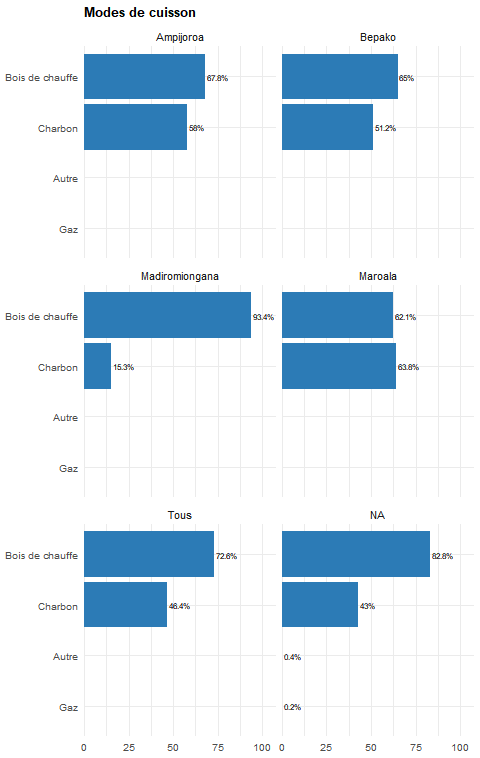 Modes de cuisson
Ampijoroa Bepako
Bois de chauffe 67.8% 65%
Charbon 58% 51.2%
Autre
Gaz
Madiromiongana Maroala
Bois de chauffe 93.4% 62.1%
Charbon 15.3% 63.8%
Autre
Gaz
Tous NA
Bois de chauffe 72.6% 82.8%
Charbon 46.4% 43%
Autre 0.4%
Gaz 0.2%
0 25 50 75 100 0 25 50 75 100